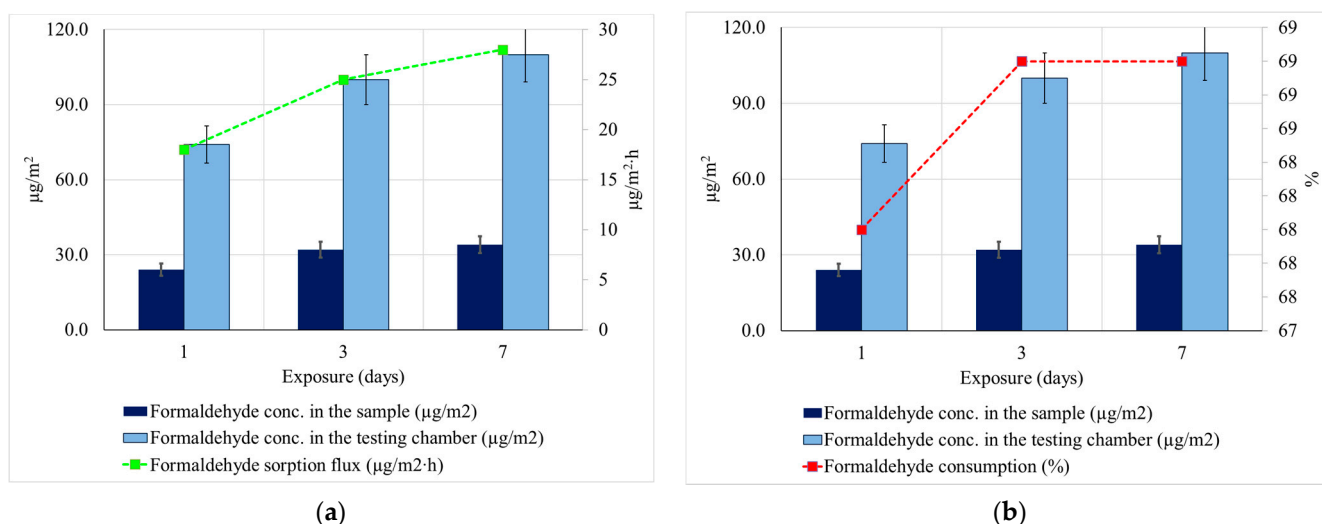 120.0
90.0
60.0
30.0
0.0
µg/m²
30
25
20
15
10
5
0
µg/m²·h
1 3 7
Exposure (days)
Formaldehyde conc. in the sample (µg/m2)
Formaldehyde conc. in the testing chamber (µg/m2)
Formaldehyde sorption flux (µg/m2·h)
(a)
120.0
90.0
60.0
30.0
0.0
µg/m²
69
69
69
69
68
68
68
68
68
67
%
1 3 7
Exposure (days)
Formaldehyde conc. in the sample (µg/m2)
Formaldehyde conc. in the testing chamber (µg/m2)
Formaldehyde consumption (%)
(b)